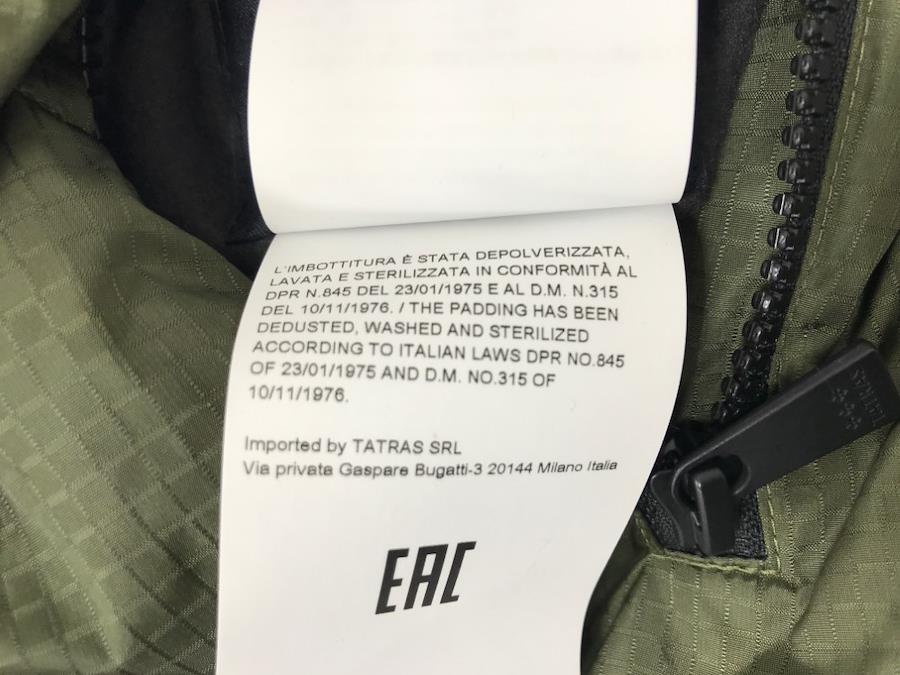 L'IMBOTTITURA È STATA DEPOLVERIZZATA,
LAVATA E STERILIZZATA IN CONFORMITÀ AL
DPR N.845 DEL 23/01/1975 E AL D.M. N.315
DEL 10/11/1976. / THE PADDING HAS BEEN
DEDUSTED, WASHED AND STERILIZED
ACCORDING TO ITALIAN LAWS DPR NO.845
OF 23/01/1975 AND D.M. NO.315 OF
10/11/1976.
Imported by TATRAS SRL
Via privata Gaspare Bugatti-3 20144 Milano Italia
EAC
TATRAS